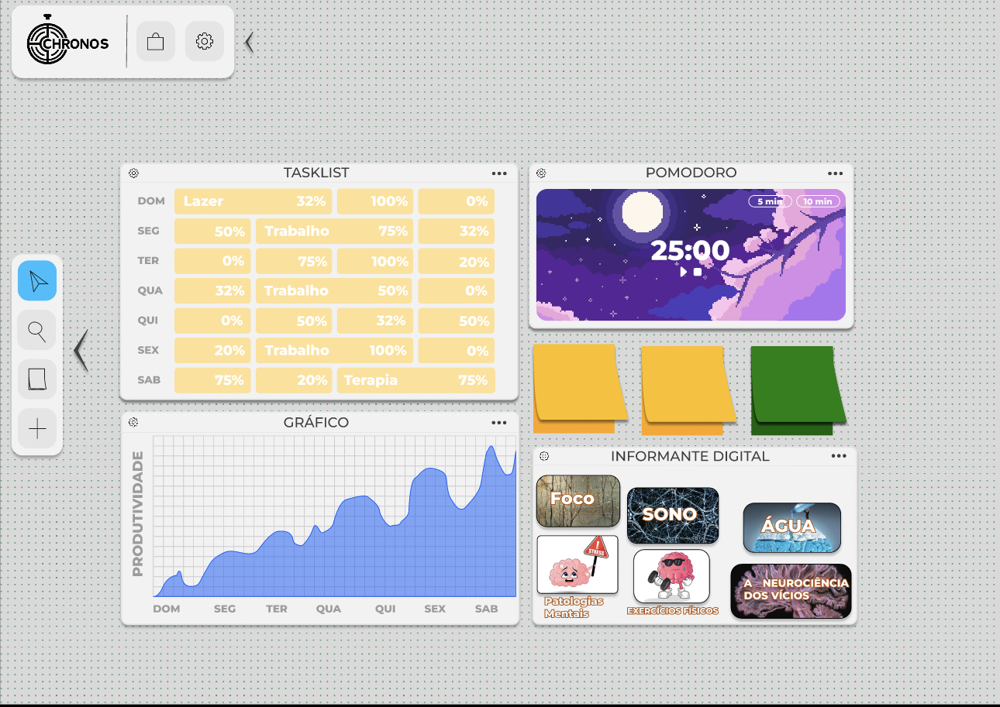 CHRONOS
TASKLIST
DOM Lazer 32% 100% 0%
SEG 50% Trabalho 75% 32%
TER 0% 75% 100% 20%
QUA 32% Trabalho 50% 0%
QUI 0% 50% 32% 50%
SEX 20% Trabalho 100% 0%
SAB 75% 20% Terapia 75%
POMODORO
5 min 10 min
25:00
GRÁFICO
PRODUTIVIDADE
DOM SEG TER QUA QUI SEX SAB
INFORMANTE DIGITAL
Foco
SONO
ÁGUA
STRESS
Patologias
Mentais
EXERCÍCIOS FÍSICOS
A NEUROCIÊNCIA
DOS VÍCIOS